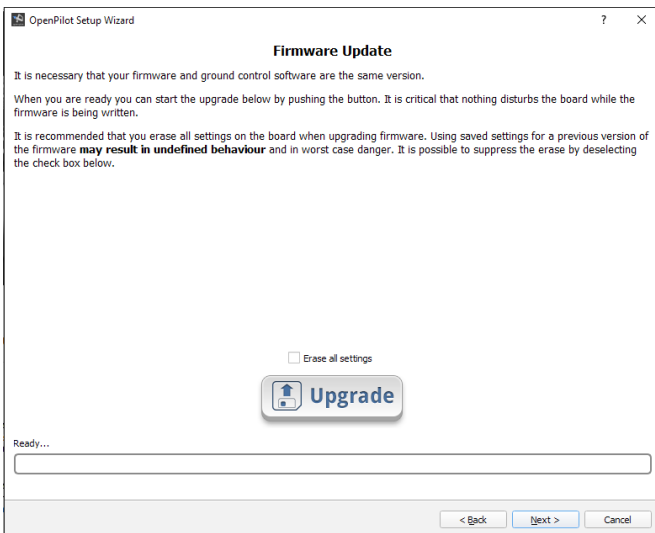 OpenPilot Setup Wizard
Firmware Update
It is necessary that your firmware and ground control software are the same version.
When you are ready you can start the upgrade below by pushing the button. It is critical that nothing disturbs the board while the
firmware is being written.
It is recommended that you erase all settings on the board when upgrading firmware. Using saved settings for a previous version of
the firmware may result in undefined behaviour and in worst case danger. It is possible to suppress the erase by deselecting
the check box below.
Erase all settings
Upgrade
Ready...
< Back Next > Cancel